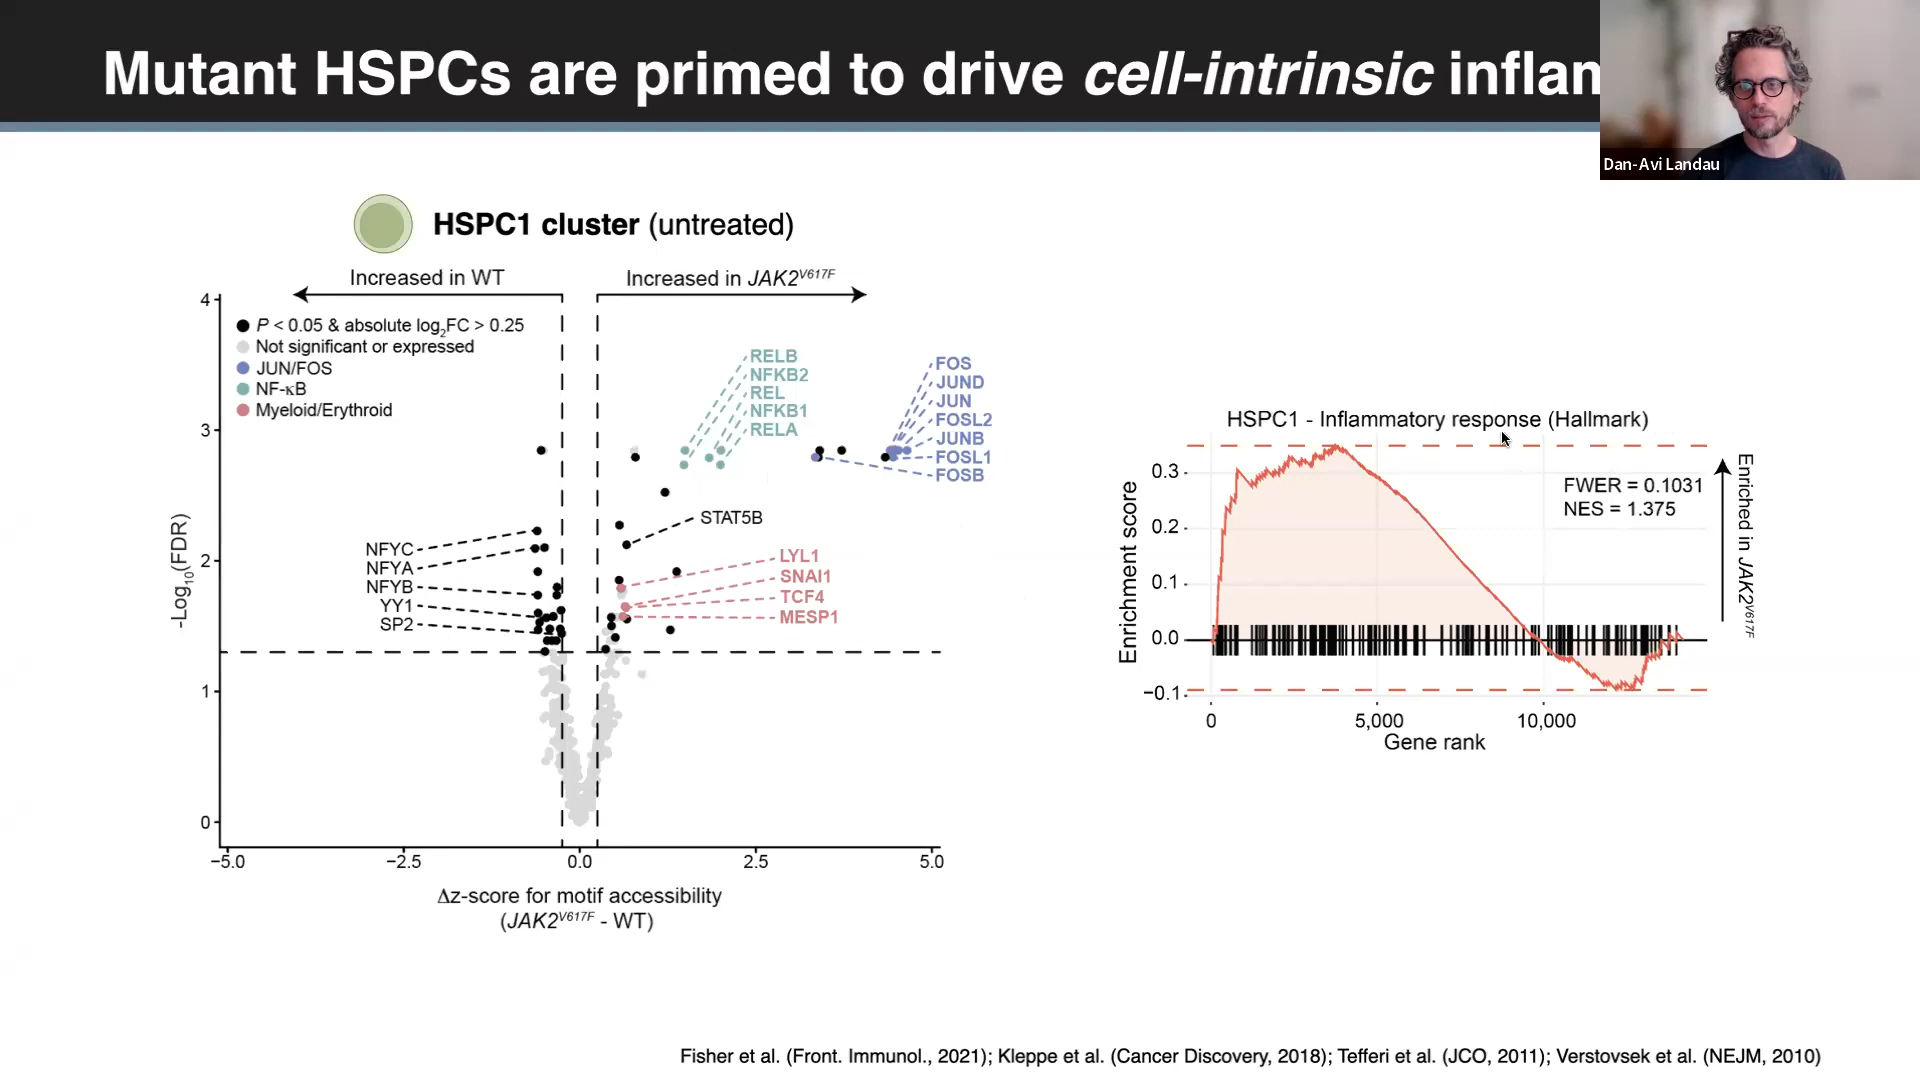 Mutant HSPCs are primed to drive cell-intrinsic inflam
Dan-Avi Landau
HSPC1 cluster (untreated)
Increased in WT
Increased in JAK2V617F
P < 0.05 & absolute log2FC > 0.25
Not significant or expressed
JUN/FOS
NF-κB
Myeloid/Erythroid
RELB
NFKB2
REL
NFKB1
RELA
FOS
JUND
JUN
FOSL2
JUNB
FOSL1
FOSB
STAT5B
LYL1
SNAI1
TCF4
MESP1
NFYC
NFYA
NFYB
YY1
SP2
-Log10(FDR)
4
3
2
1
0
−5.0
−2.5
0.0
2.5
5.0
Δz-score for motif accessibility
(JAK2V617F - WT)
HSPC1 - Inflammatory response (Hallmark)
FWER = 0.1031
NES = 1.375
Enriched in JAK2V617F
Enrichment score
0.3
0.2
0.1
0.0
−0.1
0
5,000
10,000
Gene rank
Fisher et al. (Front. Immunol., 2021); Kleppe et al. (Cancer Discovery, 2018); Tefferi et al. (JCO, 2011); Verstovsek et al. (NEJM, 2010)